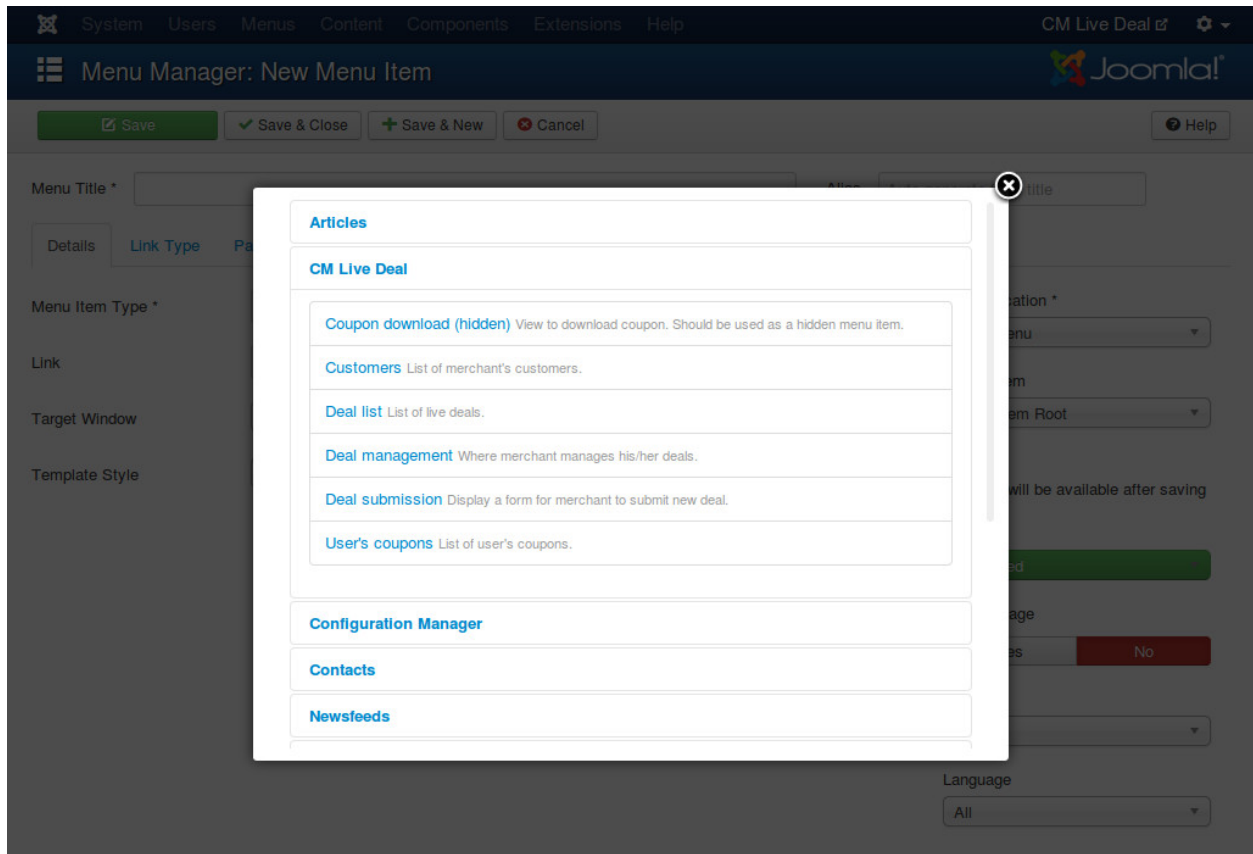 System Users Menus Content Components Extensions Help CM Live Deal
Menu Manager: New Menu Item Joomla!
Save Save & Close Save & New Cancel Help
Menu Title * title
Details Link Type
Articles
CM Live Deal
Menu Item Type *
Coupon download (hidden) View to download coupon. Should be used as a hidden menu item.
Link
Customers List of merchant's customers.
Deal list List of live deals.
Target Window
Deal management Where merchant manages his/her deals.
Template Style
Deal submission Display a form for merchant to submit new deal.
will be available after saving
User's coupons List of user's coupons.
Configuration Manager
No
Contacts
Newsfeeds
Language
All